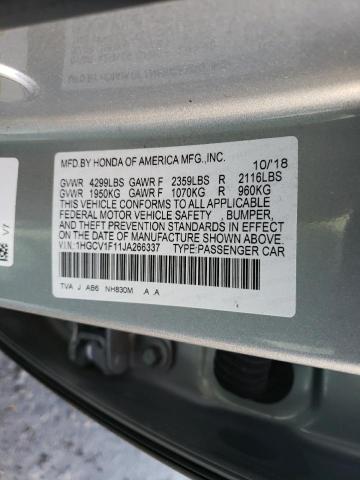 MFD.BY HONDA OF AMERICA MFG.,INC. 10/18
GVWR 4299LBS GAWR F 2359LBS R 2116LBS
GVWR 1950KG GAWR F 1070KG R 960KG
THIS VEHICLE CONFORMS TO ALL APPLICABLE
FEDERAL MOTOR VEHICLE SAFETY , BUMPER, AND
THEFT PREVENTION STANDARDS IN EFFECT
ON THE DATE OF MANUFACTURE SHOWN ABOVE.
V.I.N.:1HGCV1F11JA266337 TYPE:PASSENGER CAR
TVA J AB6 NH830M A A
V7